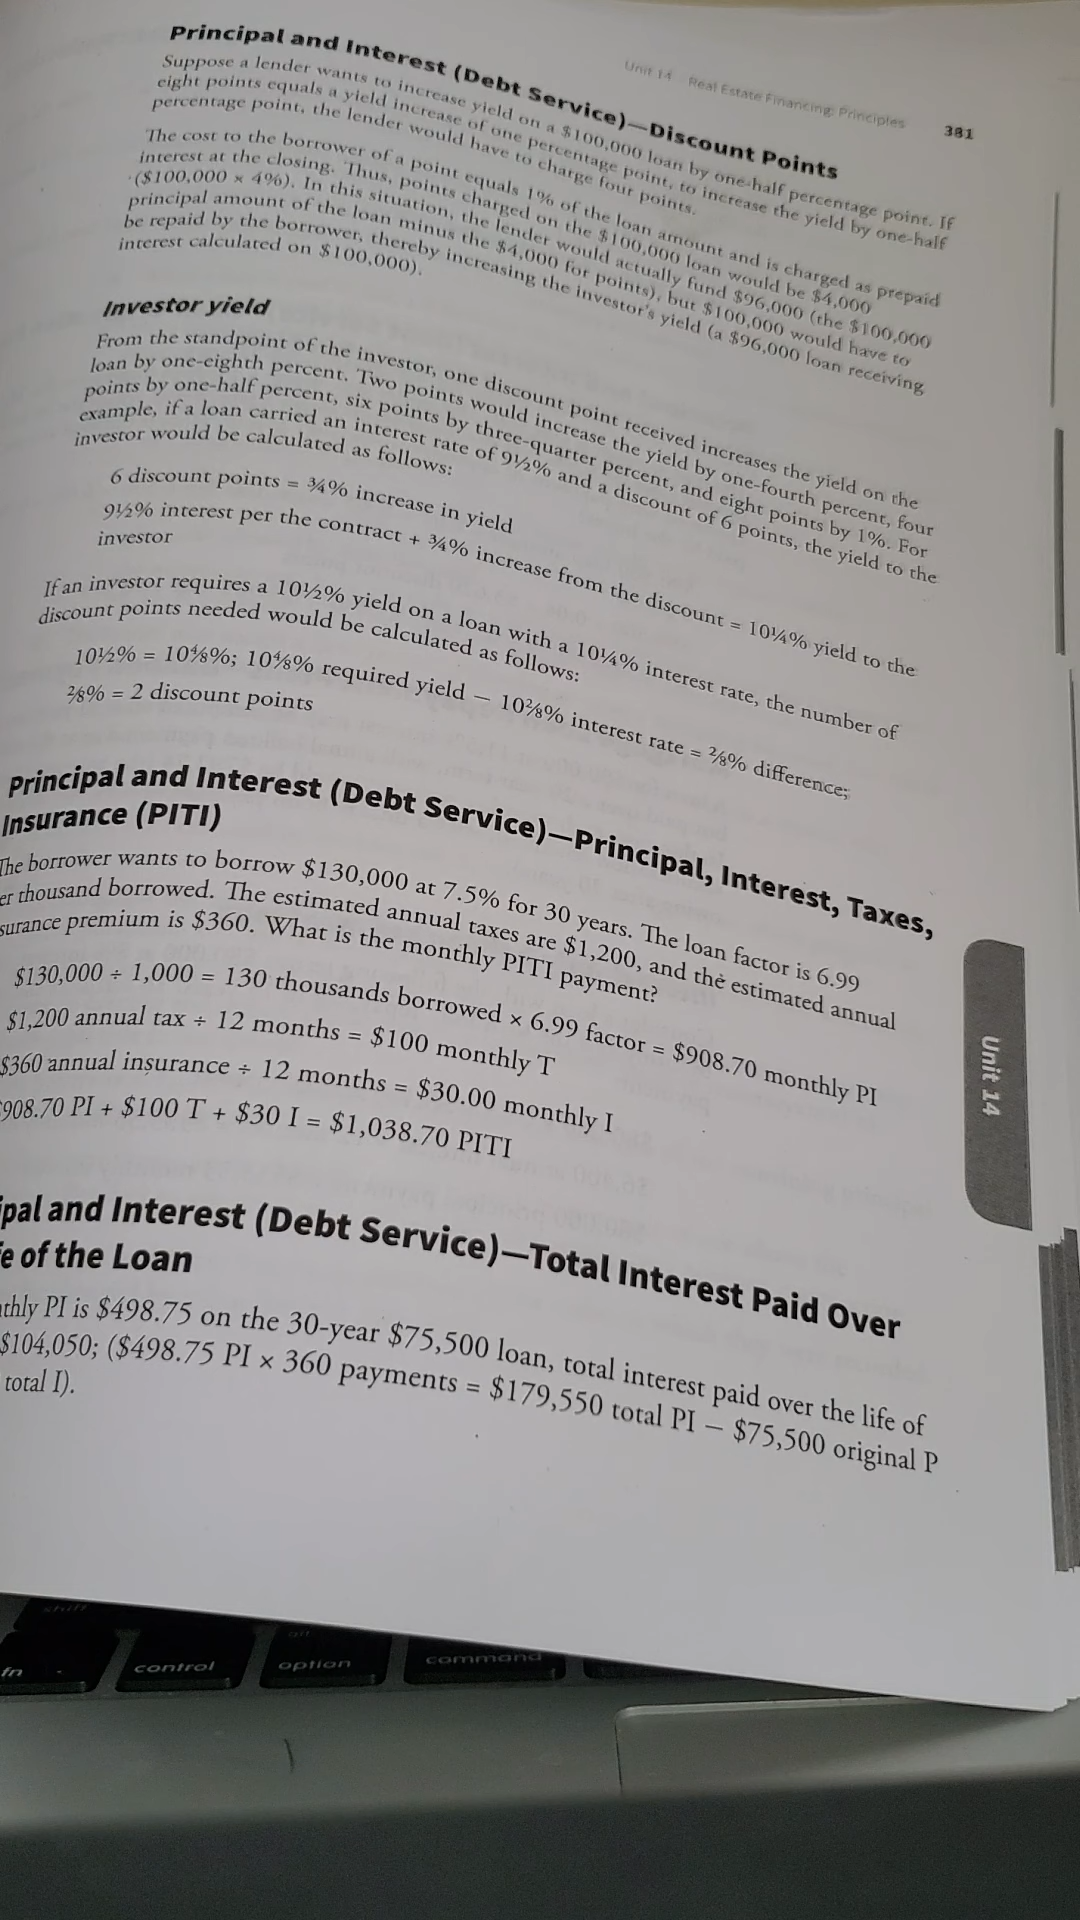 Unit 14 Real Estate Financing: Principles 381
Principal and Interest (Debt Service)—Discount Points
Suppose a lender wants to increase yield on a $100,000 loan by one-half percentage point. If
eight points equals a yield increase of one percentage point, to increase the yield by one-half
percentage point, the lender would have to charge four points.
The cost to the borrower of a point equals 1% of the loan amount and is charged as prepaid
interest at the closing. Thus, points charged on the $100,000 loan would be $4,000
($100,000 × 4%). In this situation, the lender would actually fund $96,000 (the $100,000
principal amount of the loan minus the $4,000 for points), but $100,000 would have to
be repaid by the borrower, thereby increasing the investor's yield (a $96,000 loan receiving
interest calculated on $100,000).
Investor yield
From the standpoint of the investor, one discount point received increases the yield on the
loan by one-eighth percent. Two points would increase the yield by one-fourth percent, four
points by one-half percent, six points by three-quarter percent, and eight points by 1%. For
example, if a loan carried an interest rate of 9½% and a discount of 6 points, the yield to the
investor would be calculated as follows:
6 discount points = ¾% increase in yield
9½% interest per the contract + ¾% increase from the discount = 10¼% yield to the
investor
If an investor requires a 10½% yield on a loan with a 10¼% interest rate, the number of
discount points needed would be calculated as follows:
10½% = 10⁴⁄₈%; 10⁴⁄₈% required yield – 10²⁄₈% interest rate = ²⁄₈% difference;
²⁄₈% = 2 discount points
Principal and Interest (Debt Service)—Principal, Interest, Taxes,
Insurance (PITI)
The borrower wants to borrow $130,000 at 7.5% for 30 years. The loan factor is 6.99
er thousand borrowed. The estimated annual taxes are $1,200, and the estimated annual
surance premium is $360. What is the monthly PITI payment?
$130,000 ÷ 1,000 = 130 thousands borrowed × 6.99 factor = $908.70 monthly PI
$1,200 annual tax ÷ 12 months = $100 monthly T
$360 annual insurance ÷ 12 months = $30.00 monthly I
908.70 PI + $100 T + $30 I = $1,038.70 PITI
Unit 14
ipal and Interest (Debt Service)—Total Interest Paid Over
e of the Loan
thly PI is $498.75 on the 30-year $75,500 loan, total interest paid over the life of
$104,050; ($498.75 PI × 360 payments = $179,550 total PI – $75,500 original P
total I).
shift
fn control alt
option command